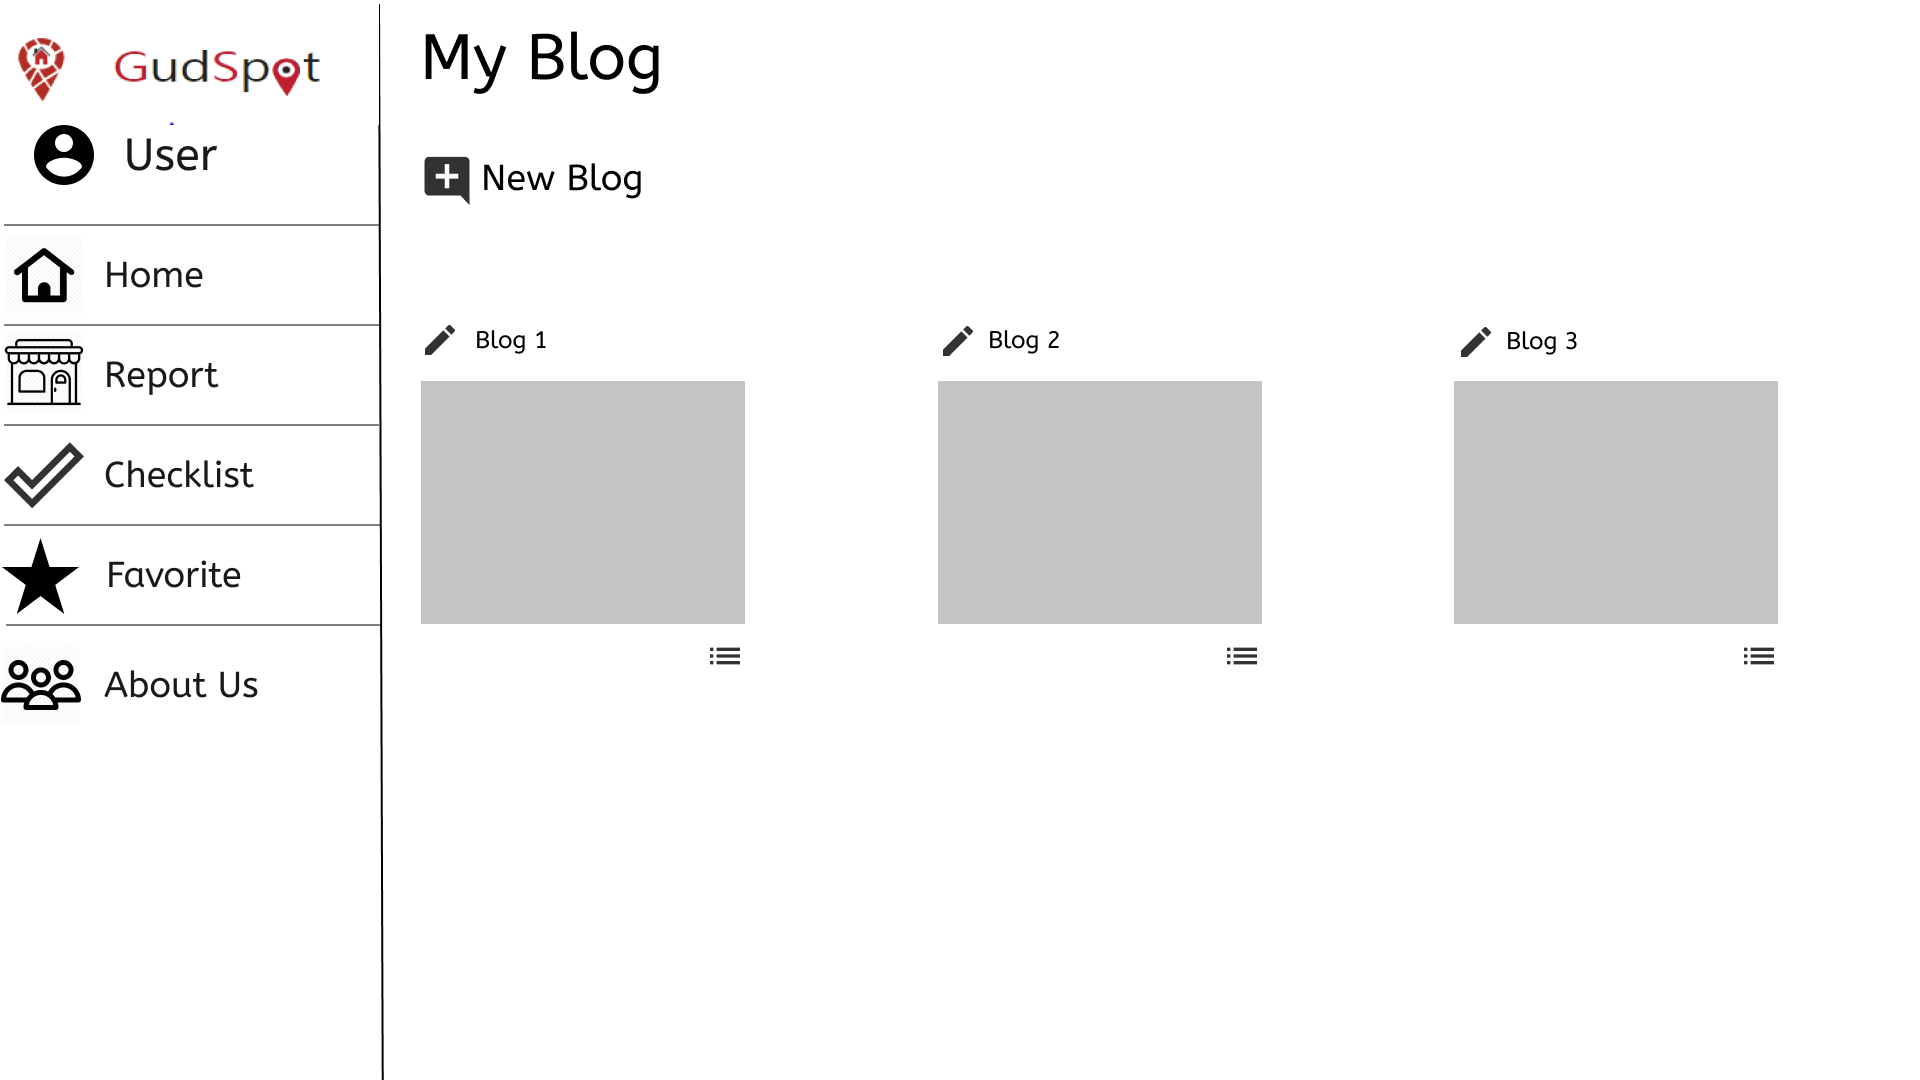 GudSpot
User
Home
Report
Checklist
Favorite
About Us
My Blog
New Blog
Blog 1
Blog 2
Blog 3